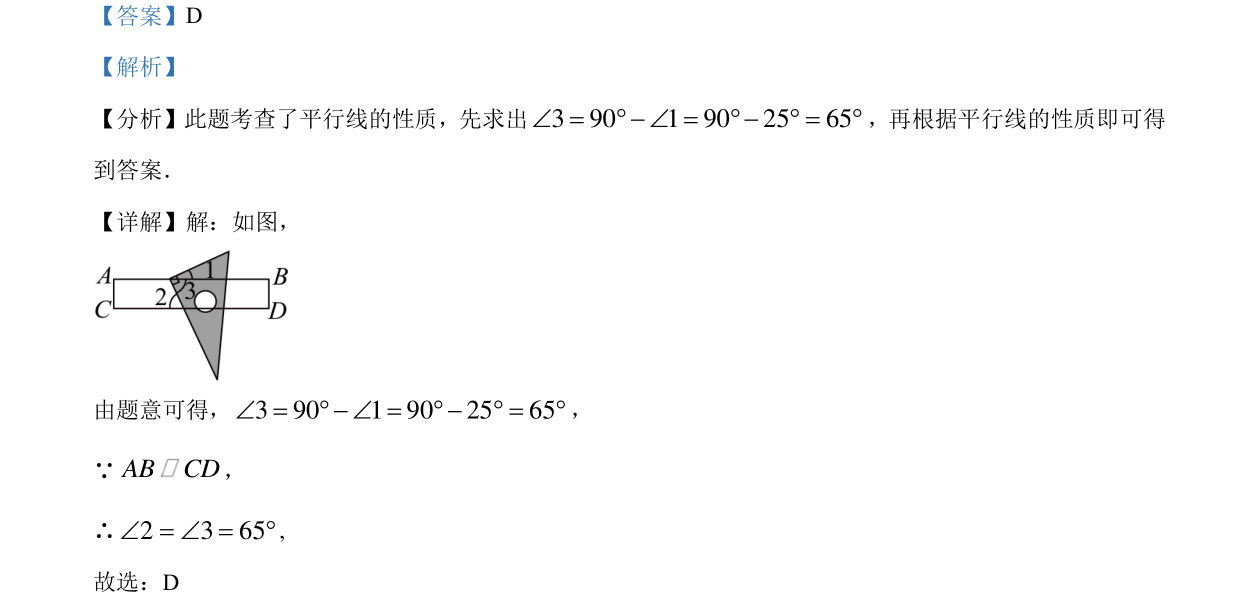 【答案】D
【解析】
【分析】此题考查了平行线的性质，先求出∠3=90°−∠1=90°−25°=65°，再根据平行线的性质即可得
到答案．
【详解】解：如图，
1
A B
2 3
C D
由题意可得，∠3=90°−∠1=90°−25°=65°，
∵AB▱CD，
∴∠2=∠3=65°,
故选：D